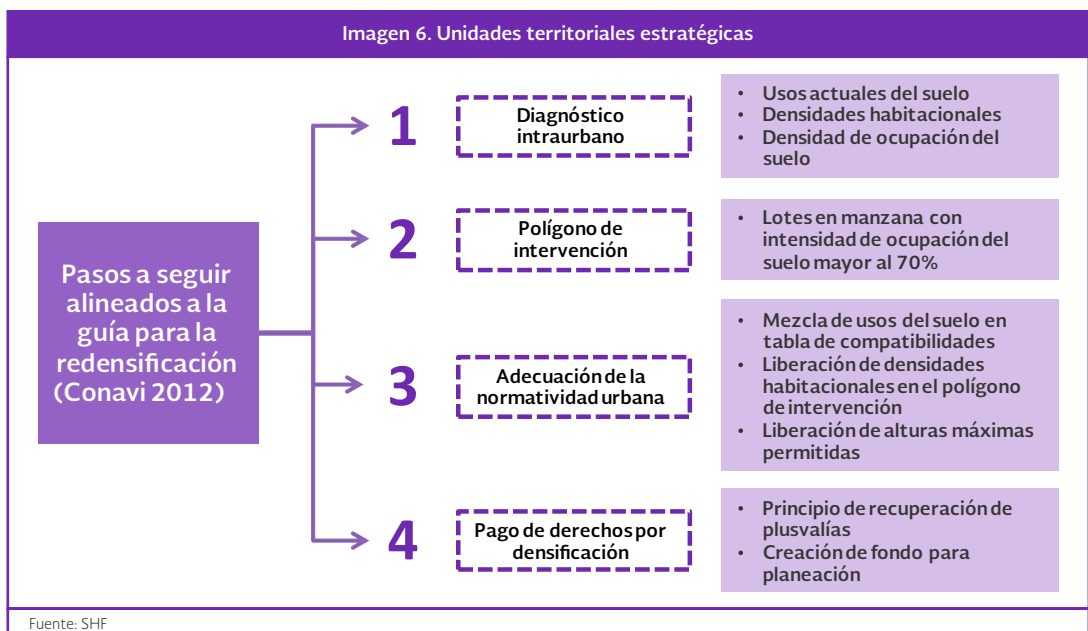 Imagen 6. Unidades territoriales estratégicas
Pasos a seguir
alineados a la
guía para la
redensificación
(Conavi 2012)
1
Diagnóstico
intraurbano
• Usos actuales del suelo
• Densidades habitacionales
• Densidad de ocupación del
suelo
2
Polígono de
intervención
• Lotes en manzana con
intensidad de ocupación del
suelo mayor al 70%
3
Adecuación de la
normatividad urbana
• Mezcla de usos del suelo en
tabla de compatibilidades
• Liberación de densidades
habitacionales en el polígono
de intervención
• Liberación de alturas máximas
permitidas
4
Pago de derechos por
densificación
• Principio de recuperación de
plusvalías
• Creación de fondo para
planeación
Fuente: SHF